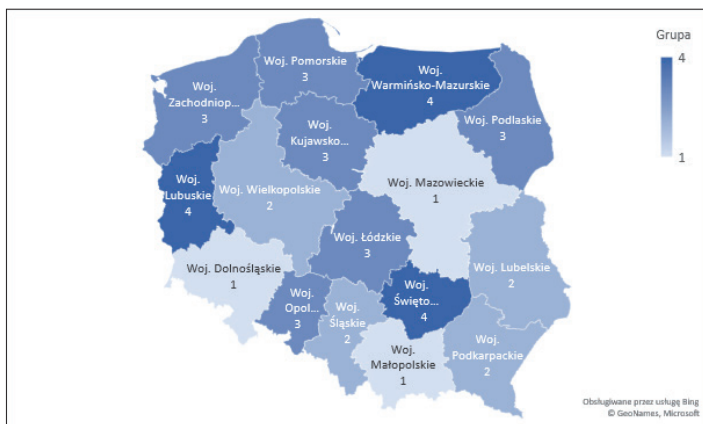 Grupa
4
1
Woj. Pomorskie
3
Woj.
Warmińsko-Mazurskie
4
Woj.
Zachodniop...
3
Woj. Podlaskie
3
Woj.
Kujawsko...
3
Woj.
Lubuskie
4
Woj. Wielkopolskie
2
Woj. Mazowieckie
1
Woj. Łódzkie
3
Woj. Dolnośląskie
1
Woj. Lubelskie
2
Woj.
Opol...
3
Woj.
Śląskie
2
Woj.
Święto...
4
Woj.
Małopolskie
1
Woj.
Podkarpackie
2
Obsługiwane przez usługę Bing
© GeoNames, Microsoft